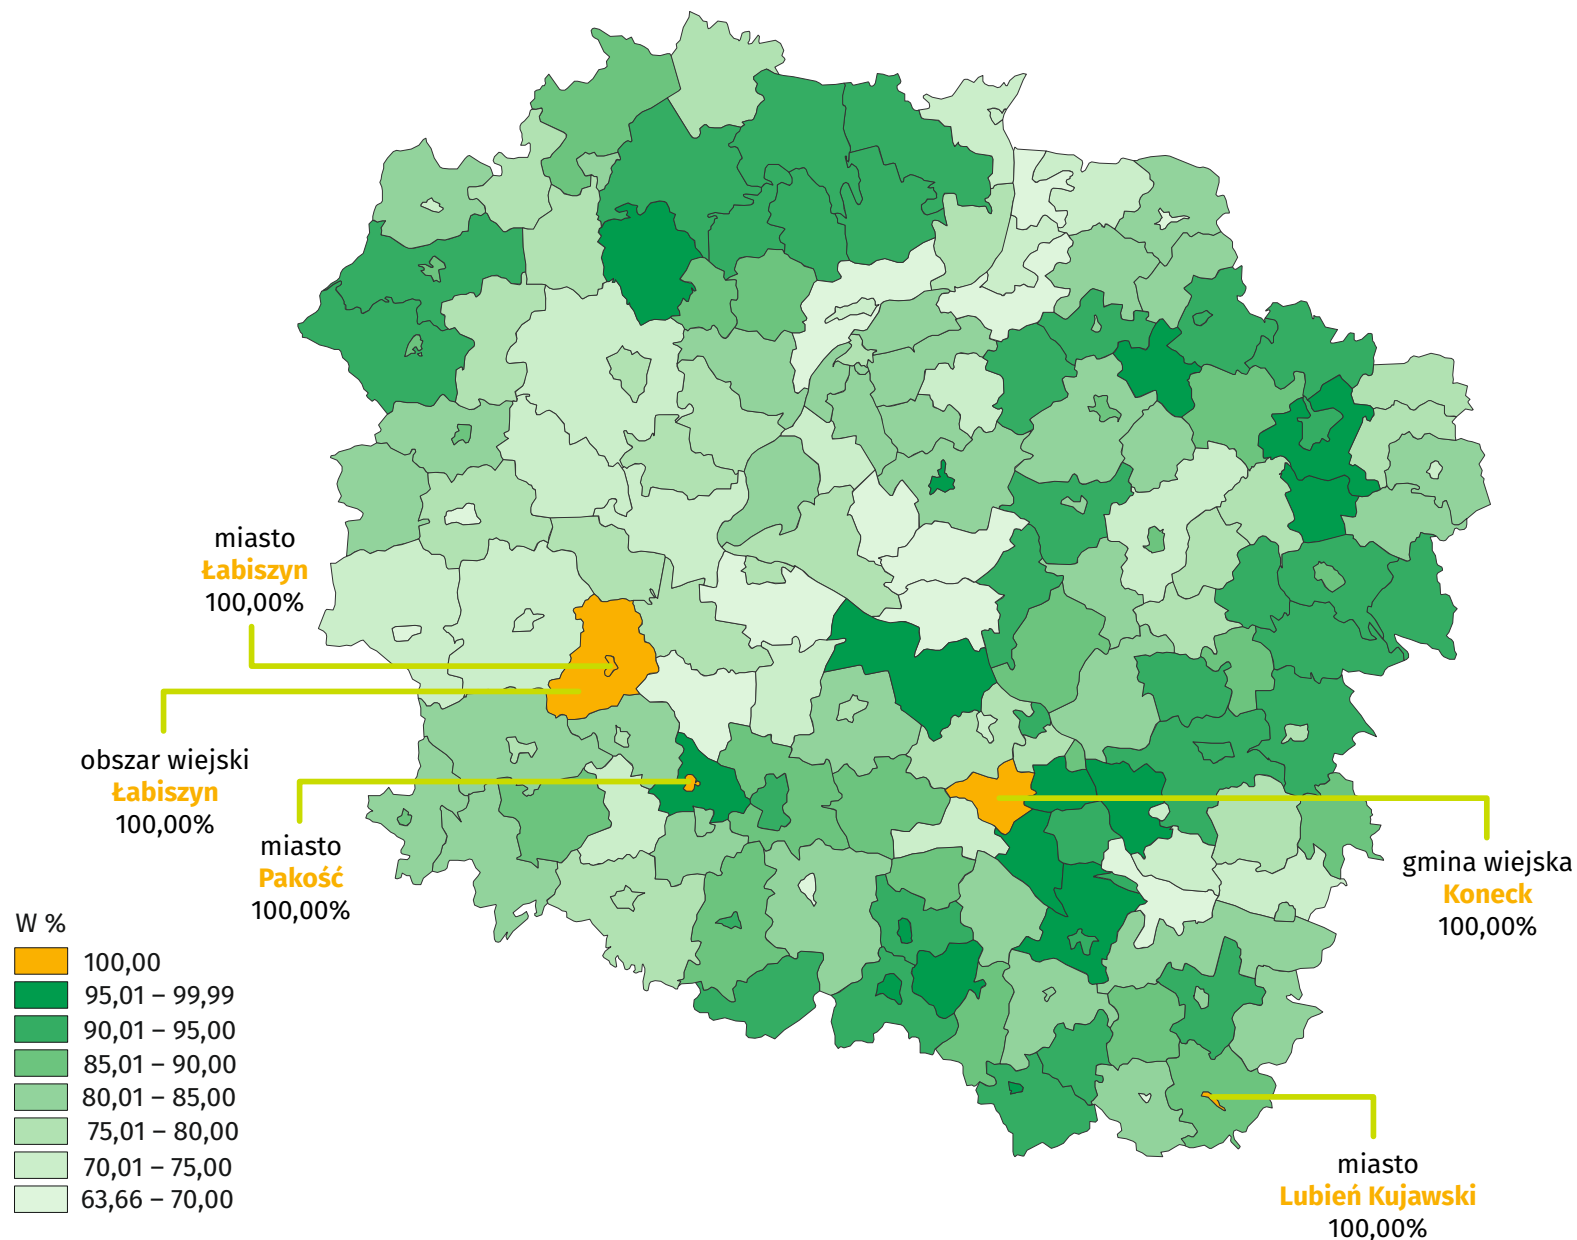 miasto
Łabiszyn
100,00%
obszar wiejski
Łabiszyn
100,00%
miasto
Pakość
100,00%
gmina wiejska
Koneck
100,00%
miasto
Lubień Kujawski
100,00%
W %
100,00
95,01 – 99,99
90,01 – 95,00
85,01 – 90,00
80,01 – 85,00
75,01 – 80,00
70,01 – 75,00
63,66 – 70,00